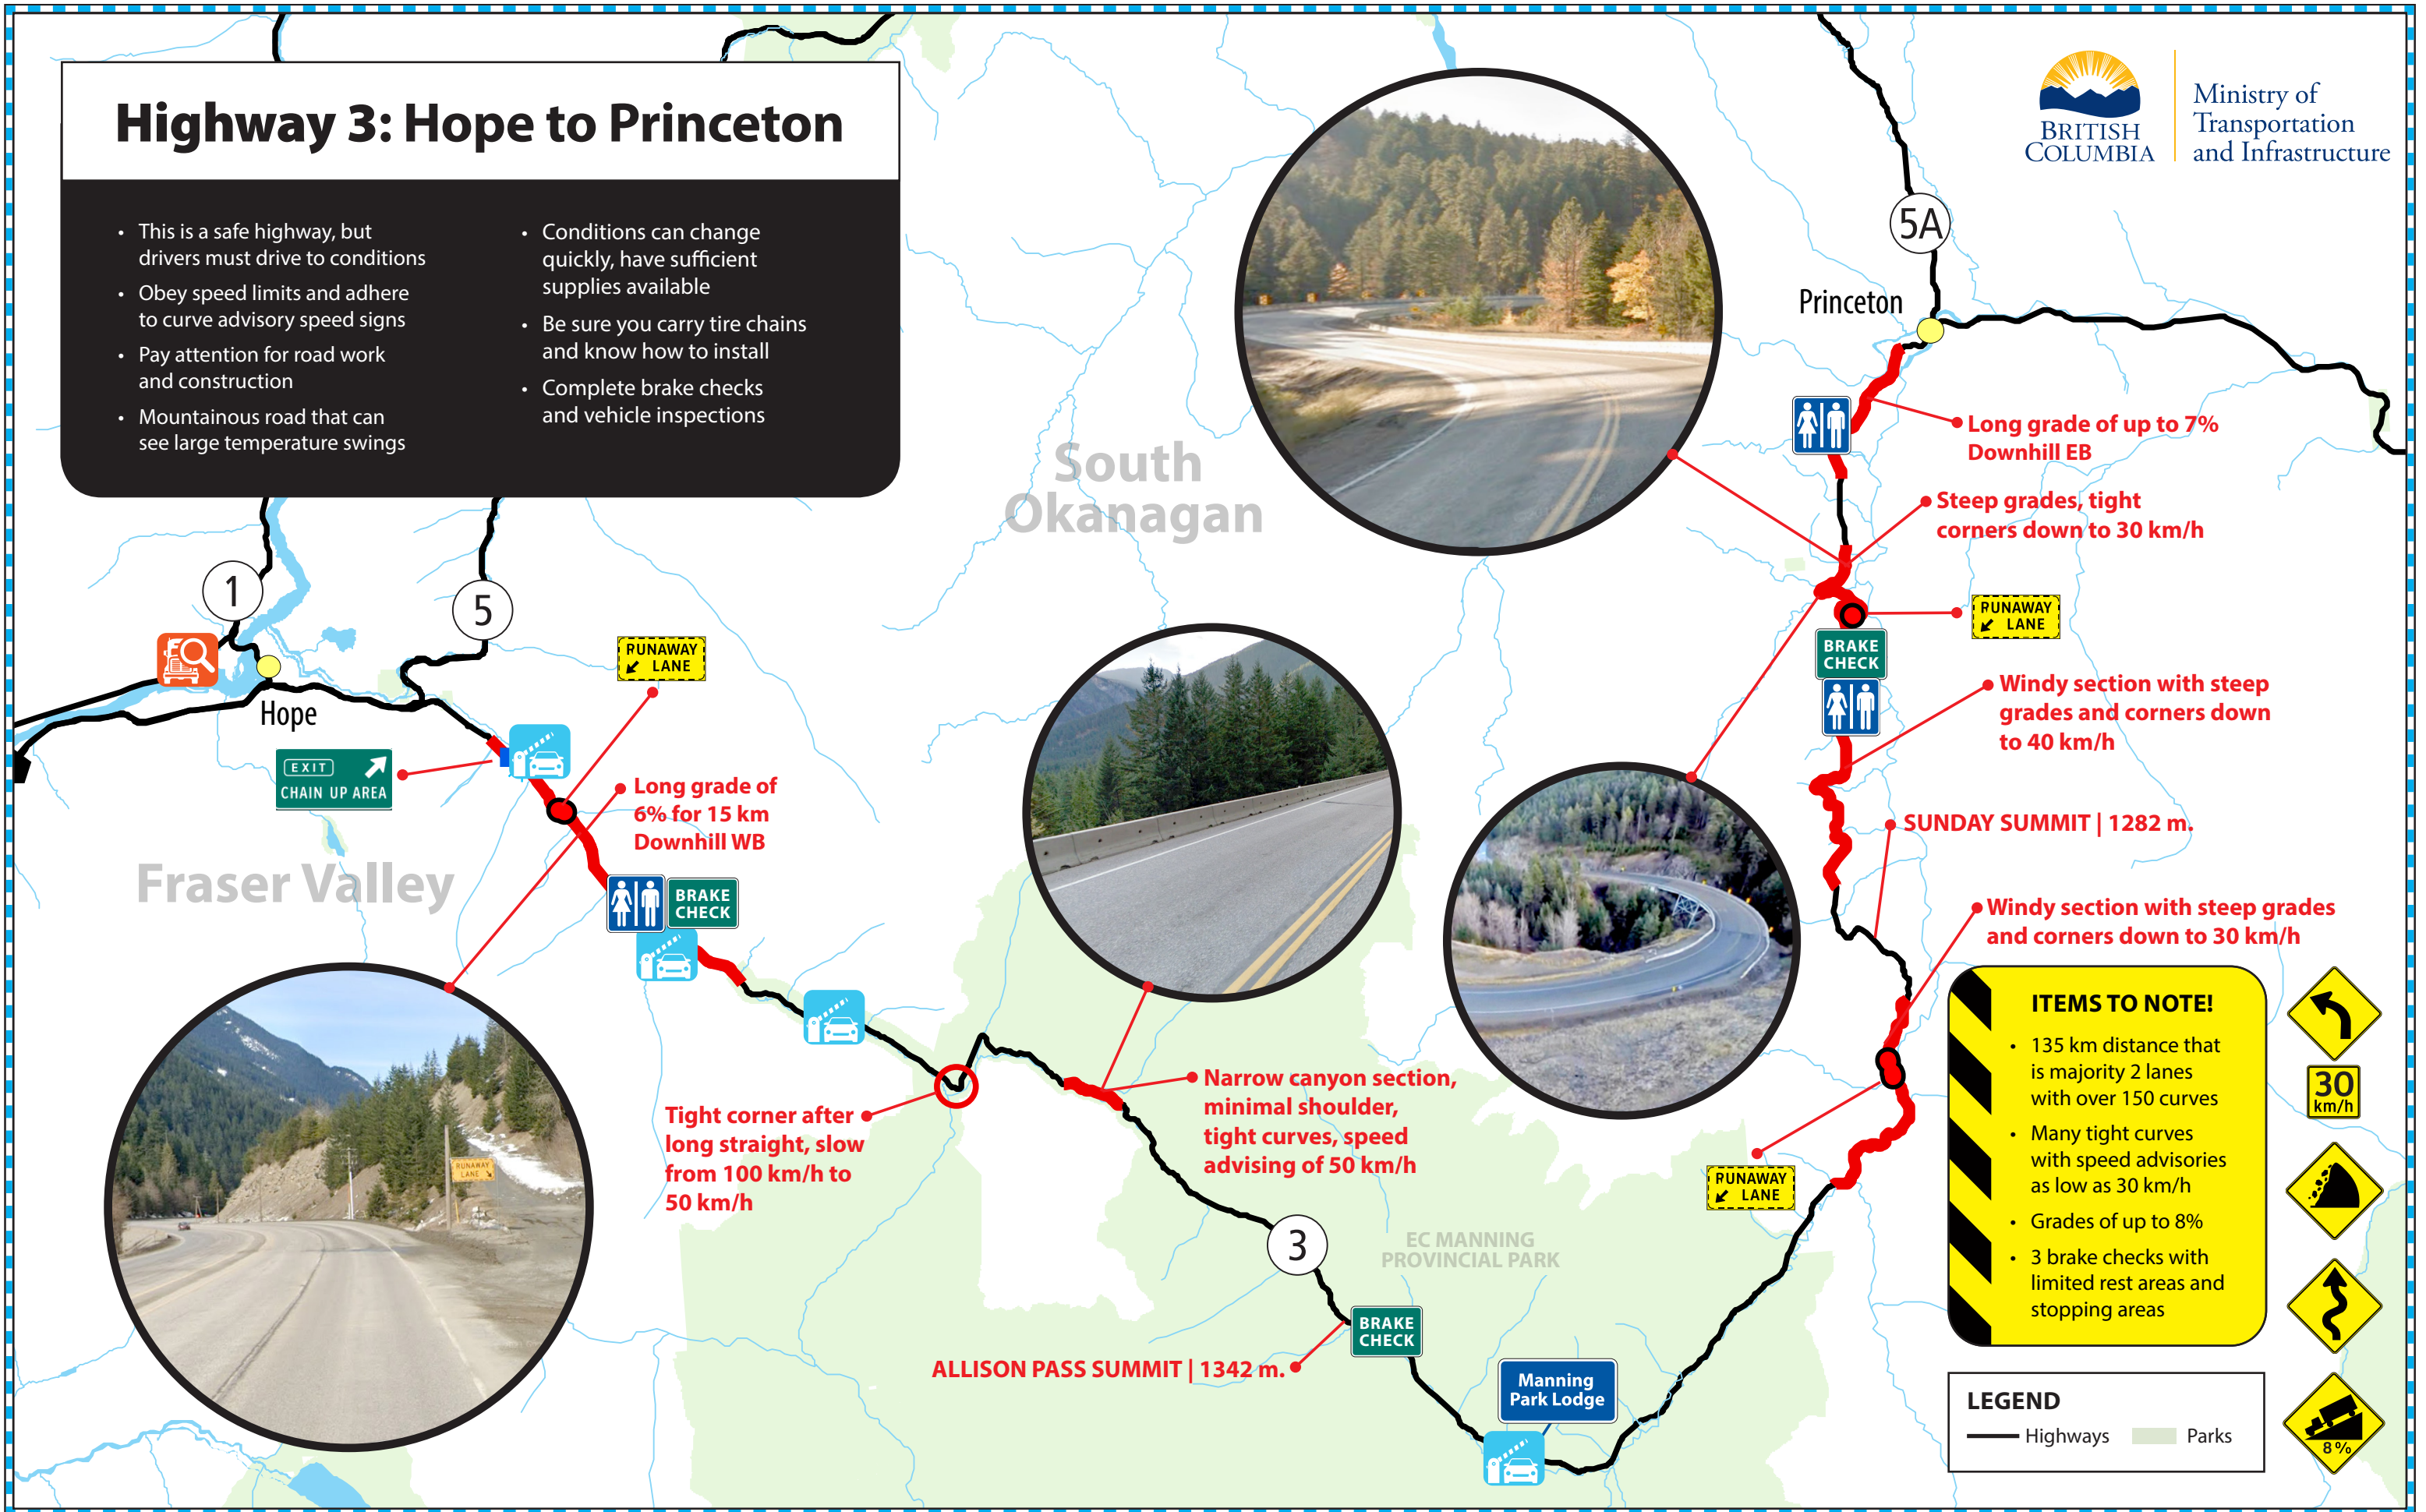 Highway 3: Hope to Princeton
• This is a safe highway, but
drivers must drive to conditions
• Obey speed limits and adhere
to curve advisory speed signs
• Pay attention for road work
and construction
• Mountainous road that can
see large temperature swings
• Conditions can change
quickly, have sufficient
supplies available
• Be sure you carry tire chains
and know how to install
• Complete brake checks
and vehicle inspections
BRITISH
COLUMBIA
Ministry of
Transportation
and Infrastructure
5A
Princeton
Long grade of up to 7%
Downhill EB
Steep grades, tight
corners down to 30 km/h
South
Okanagan
1
5
RUNAWAY
LANE
RUNAWAY
LANE
BRAKE
CHECK
Hope
EXIT
CHAIN UP AREA
Windy section with steep
grades and corners down
to 40 km/h
Long grade of
6% for 15 km
Downhill WB
SUNDAY SUMMIT | 1282 m.
Fraser Valley
BRAKE
CHECK
Windy section with steep grades
and corners down to 30 km/h
Tight corner after
long straight, slow
from 100 km/h to
50 km/h
Narrow canyon section,
minimal shoulder,
tight curves, speed
advising of 50 km/h
RUNAWAY
LANE
RUNAWAY
LANE
3
EC MANNING
PROVINCIAL PARK
BRAKE
CHECK
ALLISON PASS SUMMIT | 1342 m.
Manning
Park Lodge
ITEMS TO NOTE!
• 135 km distance that
is majority 2 lanes
with over 150 curves
• Many tight curves
with speed advisories
as low as 30 km/h
• Grades of up to 8%
• 3 brake checks with
limited rest areas and
stopping areas
30
km/h
8%
LEGEND
Highways
Parks